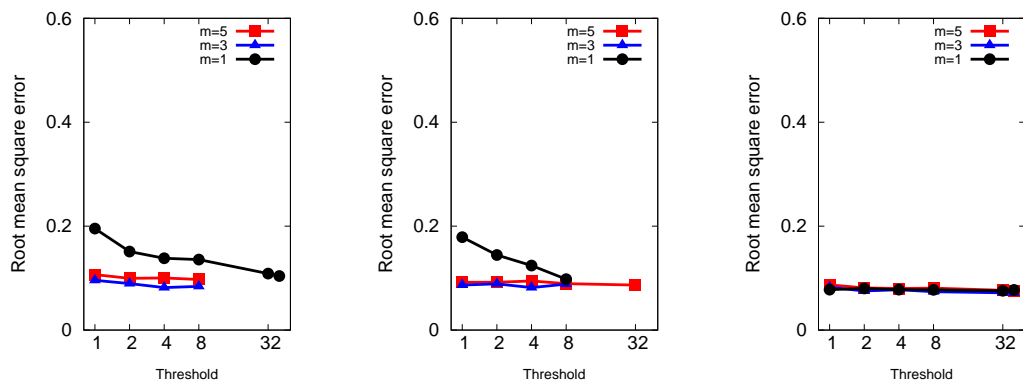 Root mean square error
0.6
0.4
0.2
0
m=5
m=3
m=1
1 2 4 8 32
Threshold
Root mean square error
0.6
0.4
0.2
0
m=5
m=3
m=1
1 2 4 8 32
Threshold
Root mean square error
0.6
0.4
0.2
0
m=5
m=3
m=1
1 2 4 8 32
Threshold